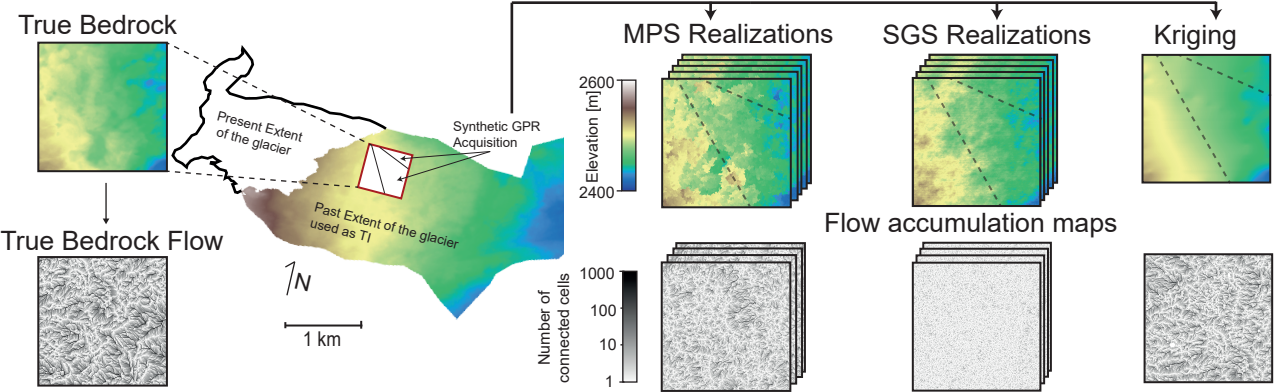 True Bedrock
Present Extent
of the glacier
Synthetic GPR
Acquisition
Past Extent of the glacier
used as TI
N
1 km
True Bedrock Flow
MPS Realizations
SGS Realizations
Kriging
2600
Elevation [m]
2400
Flow accumulation maps
Number of
connected cells
1000
100
10
1